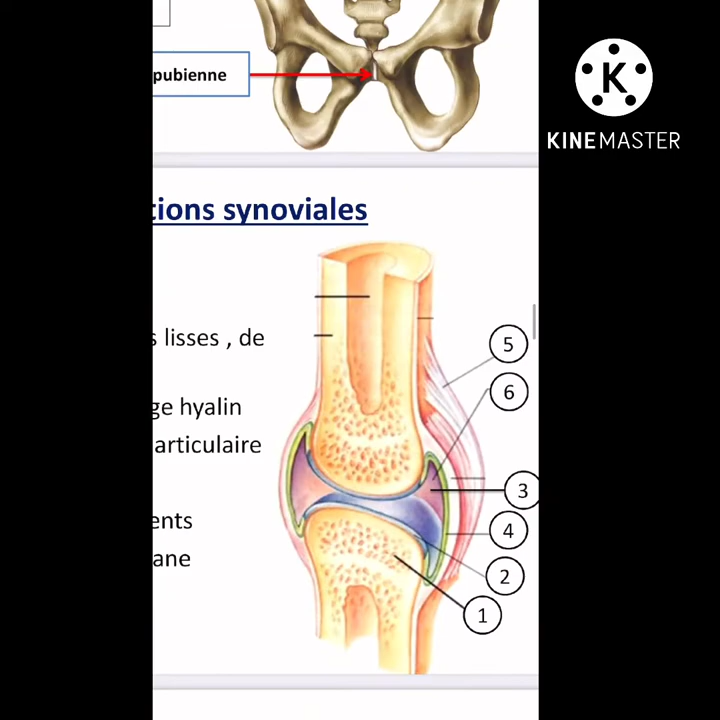 pubienne
K
KINEMASTER
tions synoviales
s lisses , de
5
6
ge hyalin
articulaire
3
ents
4
ane
2
1